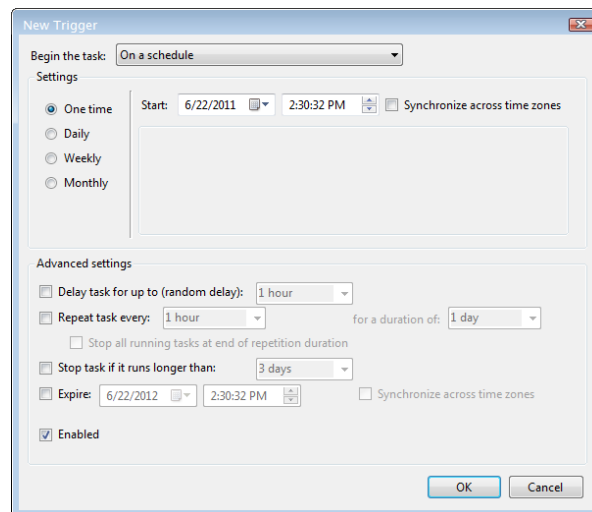 New Trigger
Begin the task: On a schedule
Settings
One time
Start: 6/22/2011 2:30:32 PM Synchronize across time zones
Daily
Weekly
Monthly
Advanced settings
Delay task for up to (random delay): 1 hour
Repeat task every: 1 hour for a duration of: 1 day
Stop all running tasks at end of repetition duration
Stop task if it runs longer than: 3 days
Expire: 6/22/2012 2:30:32 PM Synchronize across time zones
Enabled
OK Cancel